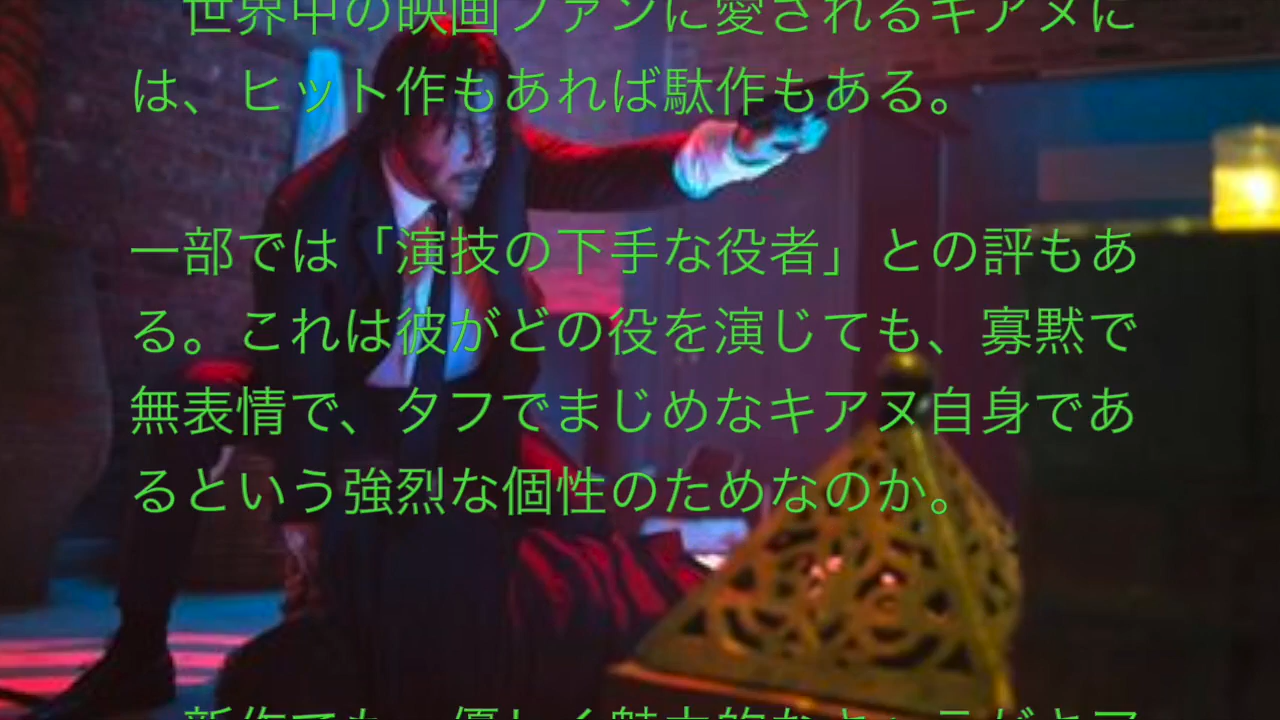 世界中の映画ファンに愛されるキアヌに
は、ヒット作もあれば駄作もある。
一部では「演技の下手な役者」との評もあ
る。これは彼がどの役を演じても、寡黙で
無表情で、タフでまじめなキアヌ自身であ
るという強烈な個性のためなのか。